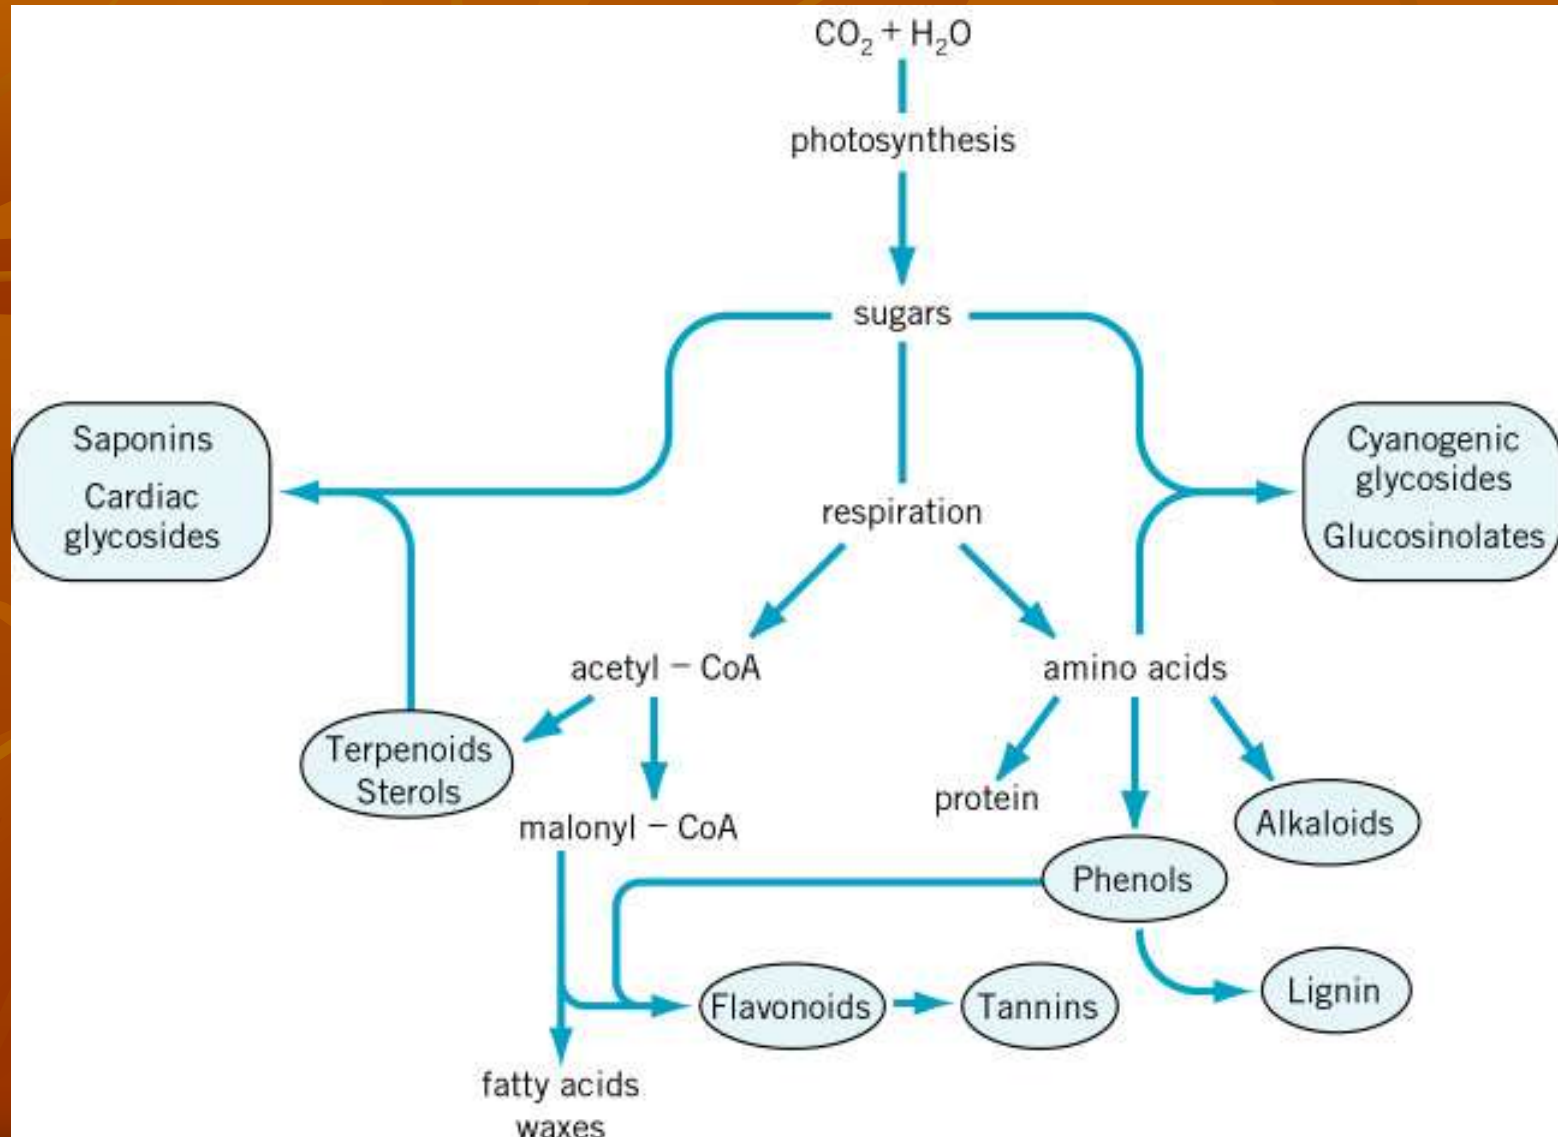 CO₂ + H₂O
photosynthesis
sugars
Saponins
Cardiac
glycosides
Cyanogenic
glycosides
Glucosinolates
respiration
acetyl – CoA
amino acids
Terpenoids
Sterols
malonyl – CoA
protein
Alkaloids
Phenols
Flavonoids
Tannins
Lignin
fatty acids
waxes